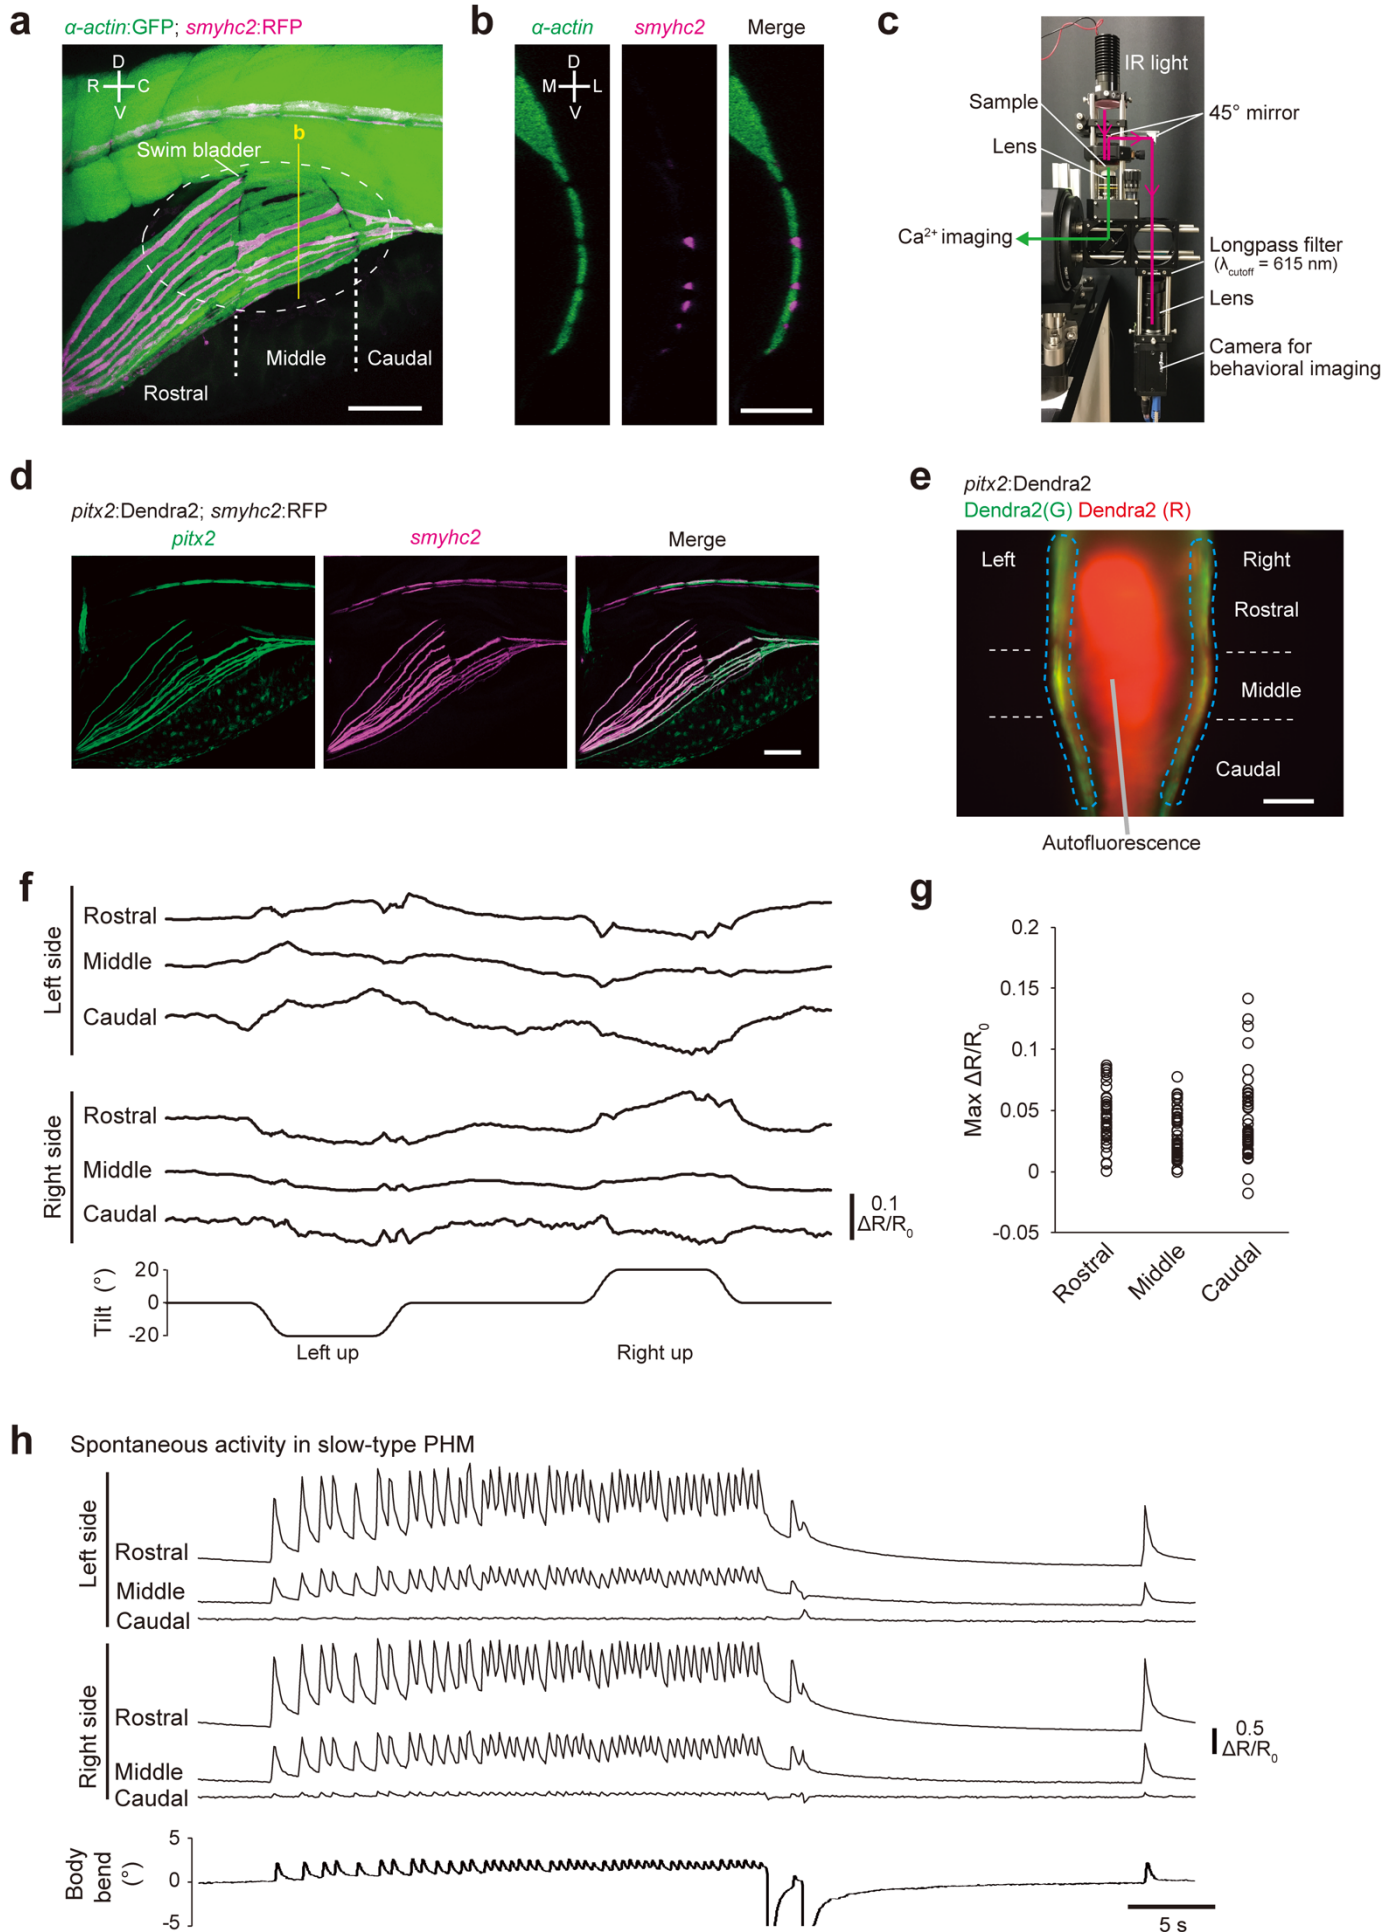 a
α-actin:GFP; smyhc2:RFP
D
R C
V
b
Swim bladder
Middle
Caudal
Rostral
b
α-actin
smyhc2
Merge
D
M L
V
c
IR light
Sample
45° mirror
Lens
Ca2+ imaging
Longpass filter
(λcutoff = 615 nm)
Lens
Camera for
behavioral imaging
d
pitx2:Dendra2; smyhc2:RFP
pitx2
smyhc2
Merge
e
pitx2:Dendra2
Dendra2(G) Dendra2 (R)
Left
Right
Rostral
Middle
Caudal
Autofluorescence
f
Left side
Rostral
Middle
Caudal
Right side
Rostral
Middle
Caudal
0.1
ΔR/R0
Tilt (°)
20
0
-20
Left up
Right up
g
Max ΔR/R0
0.2
0.15
0.1
0.05
0
-0.05
Rostral
Middle
Caudal
h
Spontaneous activity in slow-type PHM
Left side
Rostral
Middle
Caudal
Right side
Rostral
Middle
Caudal
0.5
ΔR/R0
Body
bend
(°)
5
0
-5
5 s